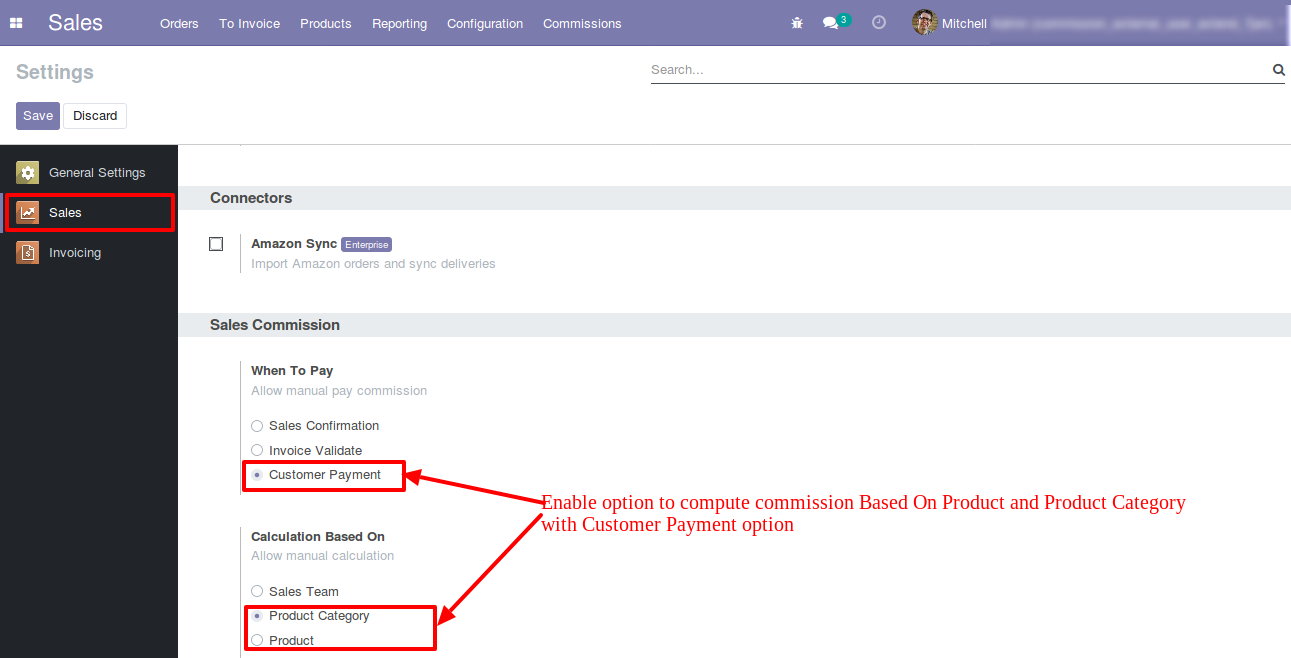 Sales Orders To Invoice Products Reporting Configuration Commissions 3 Mitchell
Settings
Search...
Save Discard
General Settings
Sales
Invoicing
Connectors
Amazon Sync Enterprise
Import Amazon orders and sync deliveries
Sales Commission
When To Pay
Allow manual pay commission
Sales Confirmation
Invoice Validate
Customer Payment
Enable option to compute commission Based On Product and Product Category
with Customer Payment option
Calculation Based On
Allow manual calculation
Sales Team
Product Category
Product